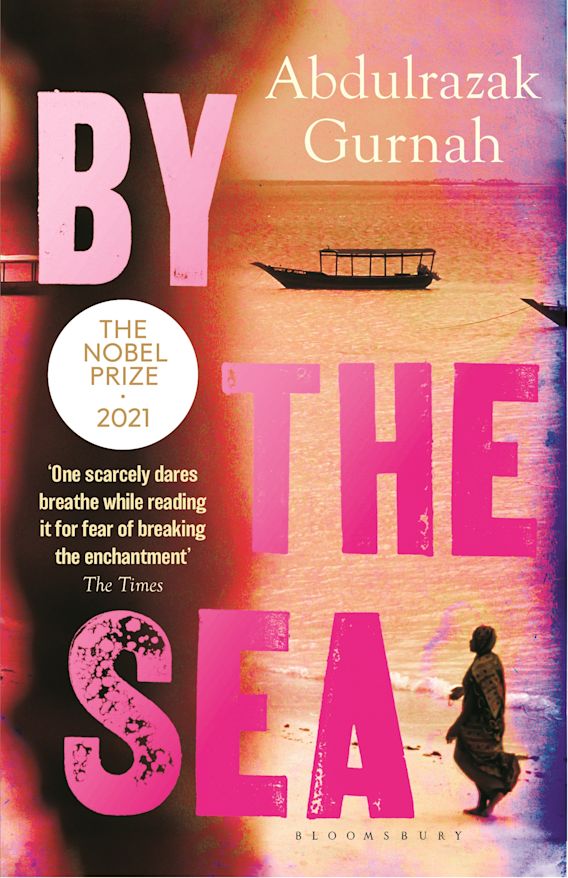 Abdulrazak
Gurnah
BY
THE
NOBEL
PRIZE
·
2021
THE
‘One scarcely dares
breathe while reading
it for fear of breaking
the enchantment’
The Times
SEA
BLOOMSBURY